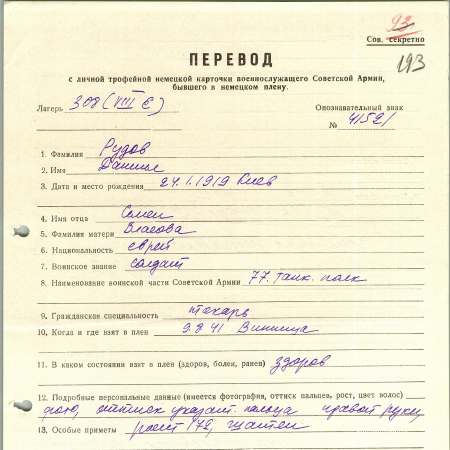 93
Сов. секретно
193
ПЕРЕВОД
с личной трофейной немецкой карточки военнослужащего Советской Армии,
бывшего в немецком плену.
Лагерь 308 (VIII E)
Опознавательный знак
№ 41521
1. Фамилия Рудов
2. Имя Даниил
3. Дата и место рождения 24.1.1919 Киев
4. Имя отца Семен
5. Фамилия матери Власова
6. Национальность еврей
7. Воинское звание солдат
8. Наименование воинской части Советской Армии 77. танк. полк
9. Гражданская специальность
10. Когда и где взят в плен 9.8 41 Винница
11. В каком состоянии взят в плен (здоров, болен, ранен) здоров
12. Подробные персональные данные (имеется фотография, оттиск пальцев, рост, цвет волос)
фото, оттиск указат. пальца правой руки,
13. Особые приметы рост 172,